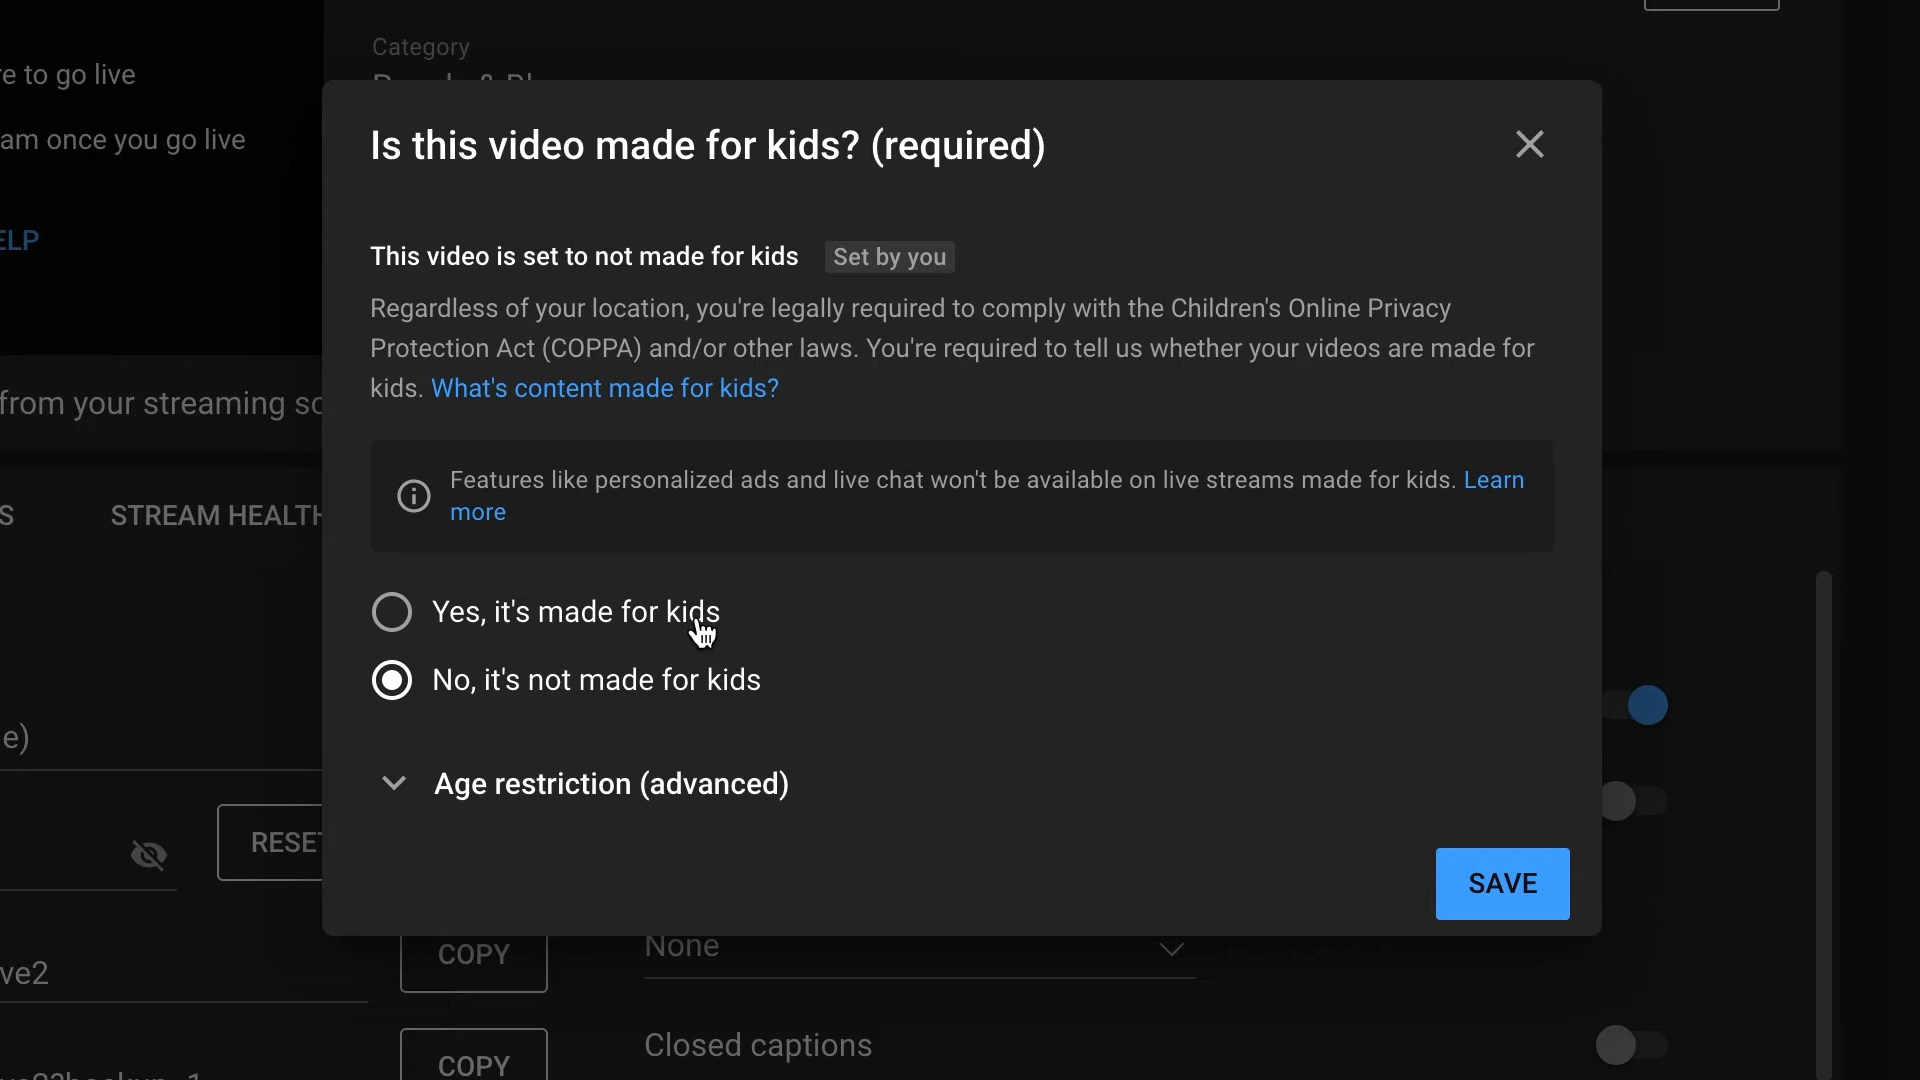 Category
re to go live
am once you go live
ELP
from your streaming
S
STREAM HEALTH
e)
RESET
ve2
Is this video made for kids? (required)
This video is set to not made for kids Set by you
Regardless of your location, you're legally required to comply with the Children's Online Privacy
Protection Act (COPPA) and/or other laws. You're required to tell us whether your videos are made for
kids. What's content made for kids?
Features like personalized ads and live chat won't be available on live streams made for kids. Learn
more
Yes, it's made for kids
No, it's not made for kids
Age restriction (advanced)
SAVE
COPY
None
Closed captions
COPY